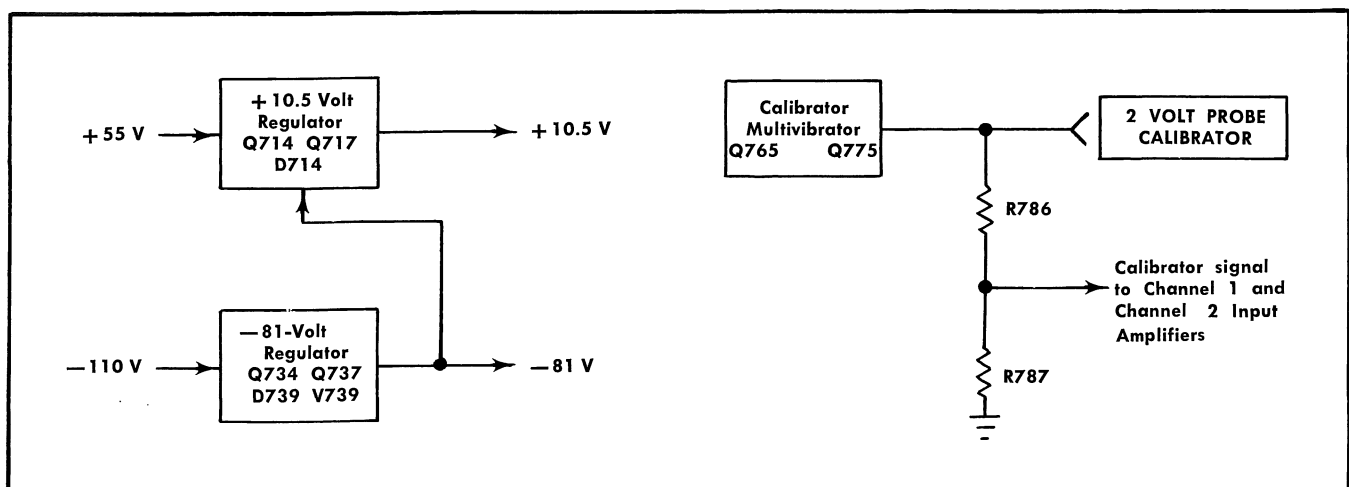 +10.5 Volt
Regulator
Q714 Q717
D714
+55 V
+10.5 V
—81-Volt
Regulator
Q734 Q737
D739 V739
—110 V
—81 V
Calibrator
Multivibrator
Q765 Q775
2 VOLT PROBE
CALIBRATOR
R786
Calibrator signal
to Channel 1 and
Channel 2 Input
Amplifiers
R787